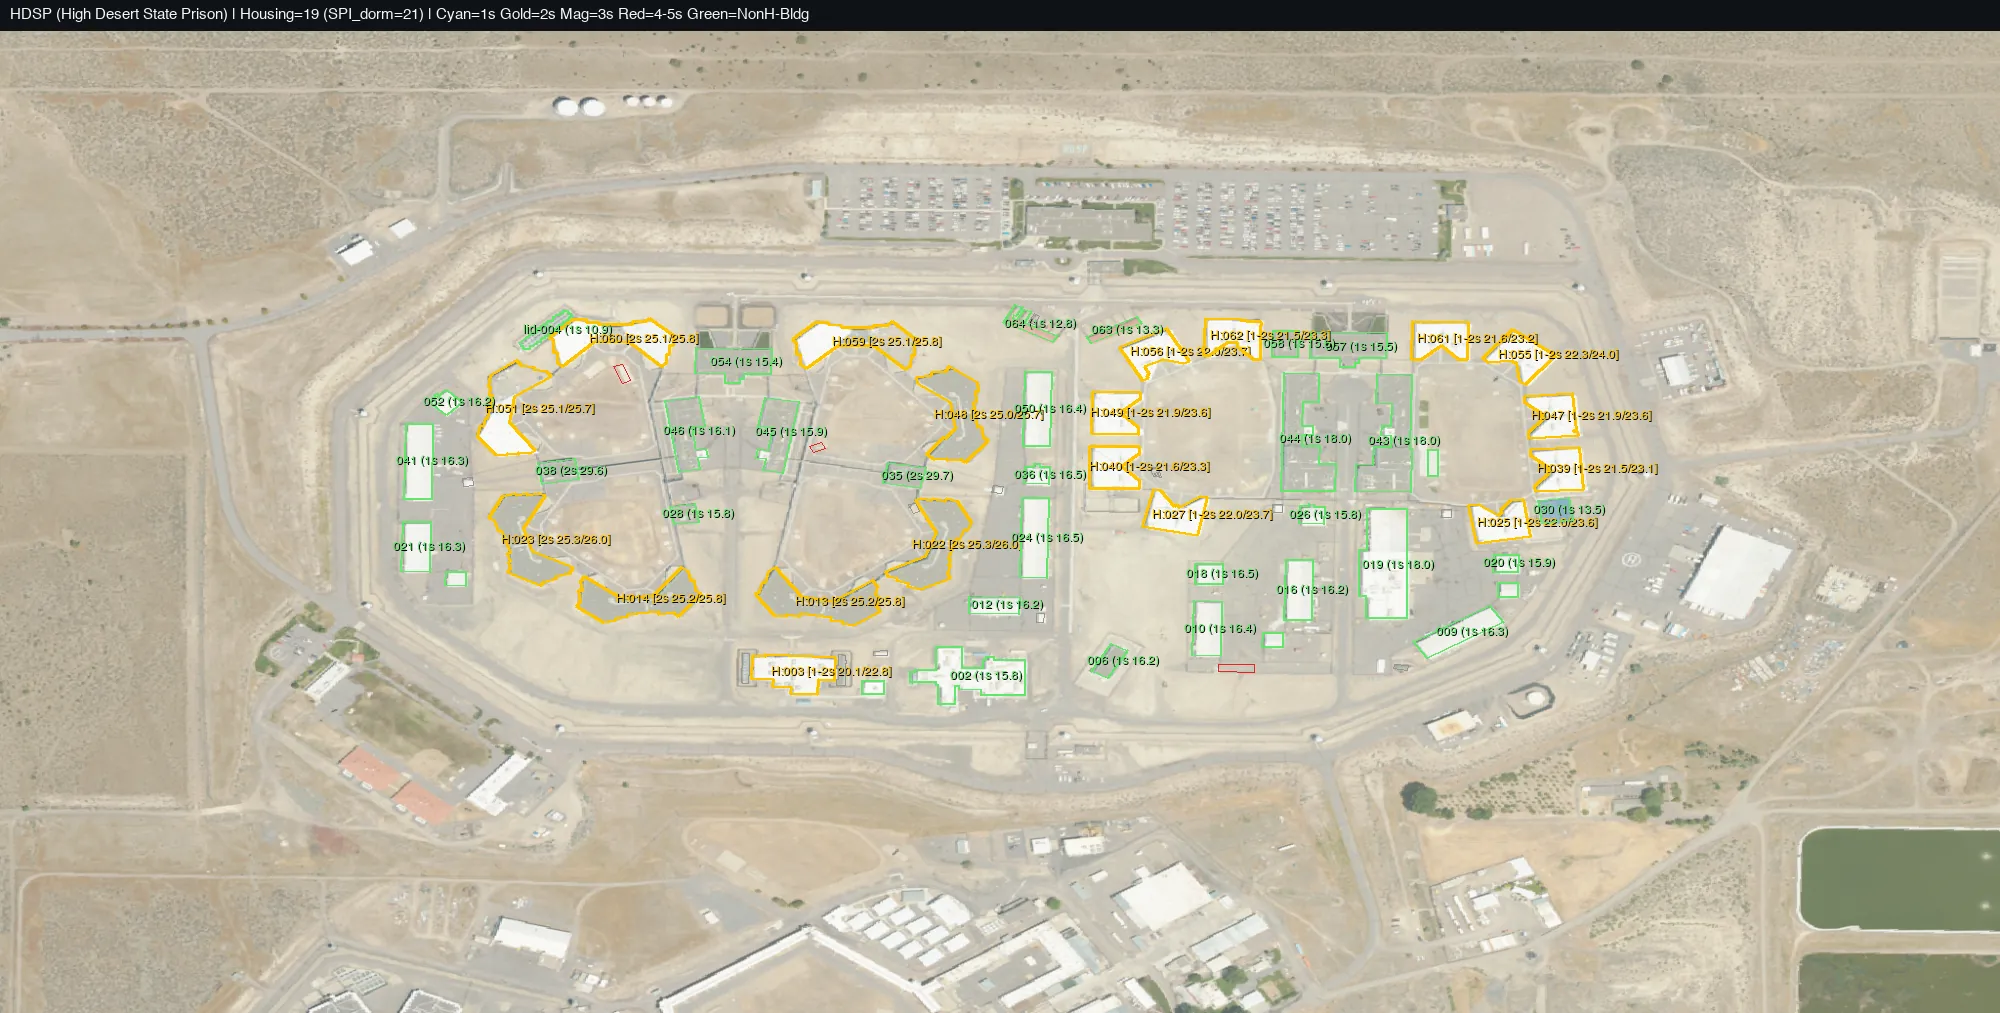 HDSP (High Desert State Prison) | Housing=19 (SPI_dorm=21) | Cyan=1s Gold=2s Mag=3s Red=4-5s Green=NonH-Bldg
lid-004 (1s 10.9)
H:060 [2s 25.1/25.8]
H:059 [2s 25.1/25.8]
064 (1s 12.8)
063 (1s 13.3)
H:062 [1-2s 21.5/23.3]
H:061 [1-2s 21.6/23.2]
057 (1s 15.5)
H:056 [1-2s
H:055 [1-2s 22.3/24.0]
054 (1s 15.4)
052 (1s 16.2)
H:051 [2s 25.1/25.7]
050 (1s 16.4)
H:049 [1-2s 21.9/23.6]
H:047 [1-2s 21.9/23.6]
046 (1s 16.1)
045 (1s 15.9)
044 (1s 18.0)
043 (1s 18.0)
041 (1s 16.3)
H:040 [1-2s 21.6/23.3]
H:039 [1-2s 21.5/23.1]
038 (2s 29.6)
035 (2s 29.7)
036 (1s 16.5)
030 (1s 13.5)
028 (1s 15.8)
H:027 [1-2s 22.0/23.7]
026 (1s 15.8)
H:025 [1-2s
H:023 [2s 25.3/26.0]
H:022 [2s 25.3/26.0]
024 (1s 16.5)
021 (1s 16.3)
020 (1s 15.9)
019 (1s 18.0)
018 (1s 16.5)
016 (1s 16.2)
H:014 [2s 25.2/25.8]
H:013 [2s 25.2/25.8]
012 (1s 16.2)
010 (1s 16.4)
009 (1s 16.3)
006 (1s 16.2)
H:003 [1-2s 20.1/22.8]
002 (1s 15.8)